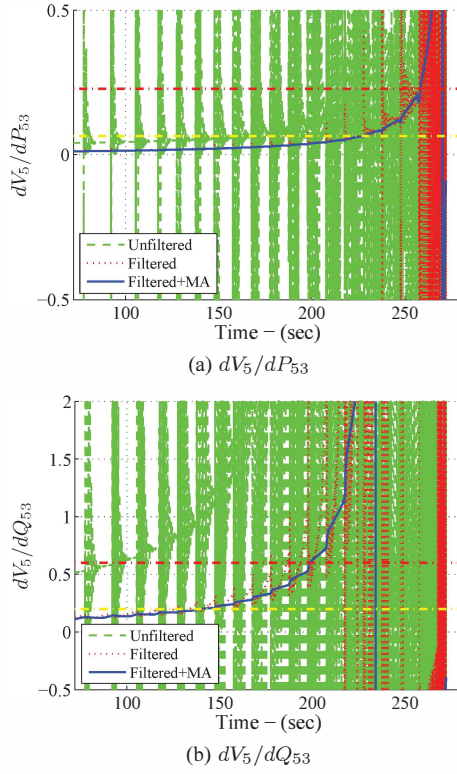 0.5
0
−0.5
dV₅/dP₅₃
Unfiltered
Filtered
Filtered+MA
100 150 200 250
Time − (sec)
(a) dV₅/dP₅₃
2
1.5
1
0.5
0
−0.5
dV₅/dQ₅₃
Unfiltered
Filtered
Filtered+MA
100 150 200 250
Time − (sec)
(b) dV₅/dQ₅₃